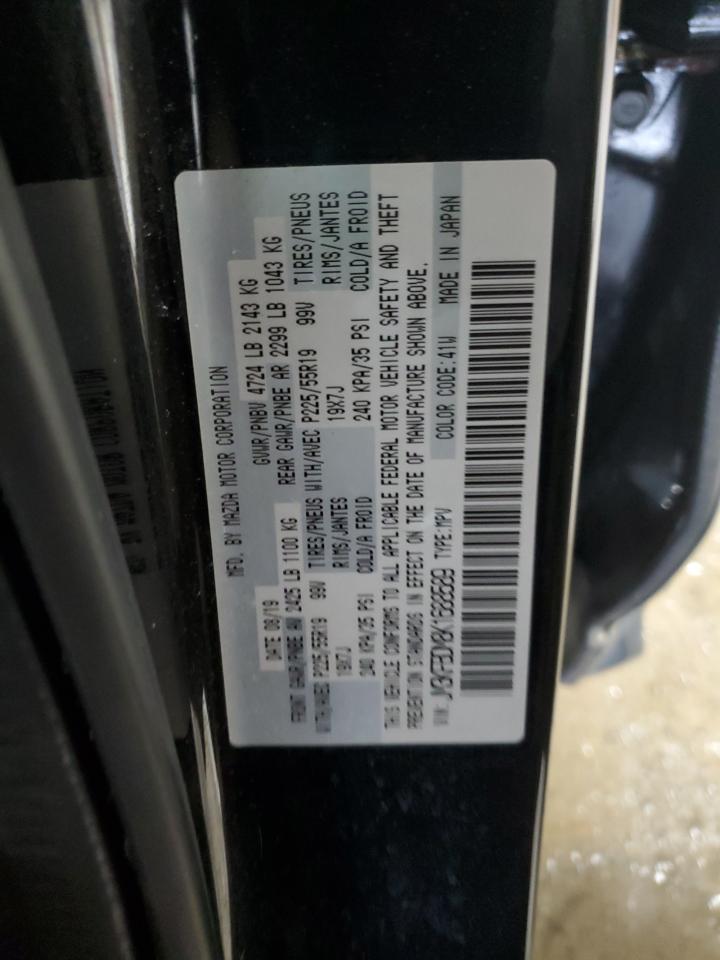 MFD. BY MAZDA MOTOR CORPORATION
DATE 08/19 GVWR/PNBV 4724 LB 2143 KG
FRONT GAWR/PNBE AV 2425 LB 1100 KG REAR GAWR/PNBE AR 2299 LB 1043 KG
WITH/AVEC P225/55R19 99V TIRES/PNEUS WITH/AVEC P225/55R19 99V TIRES/PNEUS
19X7J RIMS/JANTES 19X7J RIMS/JANTES
240 KPA/35 PSI COLD/A FROID 240 KPA/35 PSI COLD/A FROID
THIS VEHICLE CONFORMS TO ALL APPLICABLE FEDERAL MOTOR VEHICLE SAFETY AND THEFT
PREVENTION STANDARDS IN EFFECT ON THE DATE OF MANUFACTURE SHOWN ABOVE.
VIN: TYPE:MPV COLOR CODE:41W MADE IN JAPAN